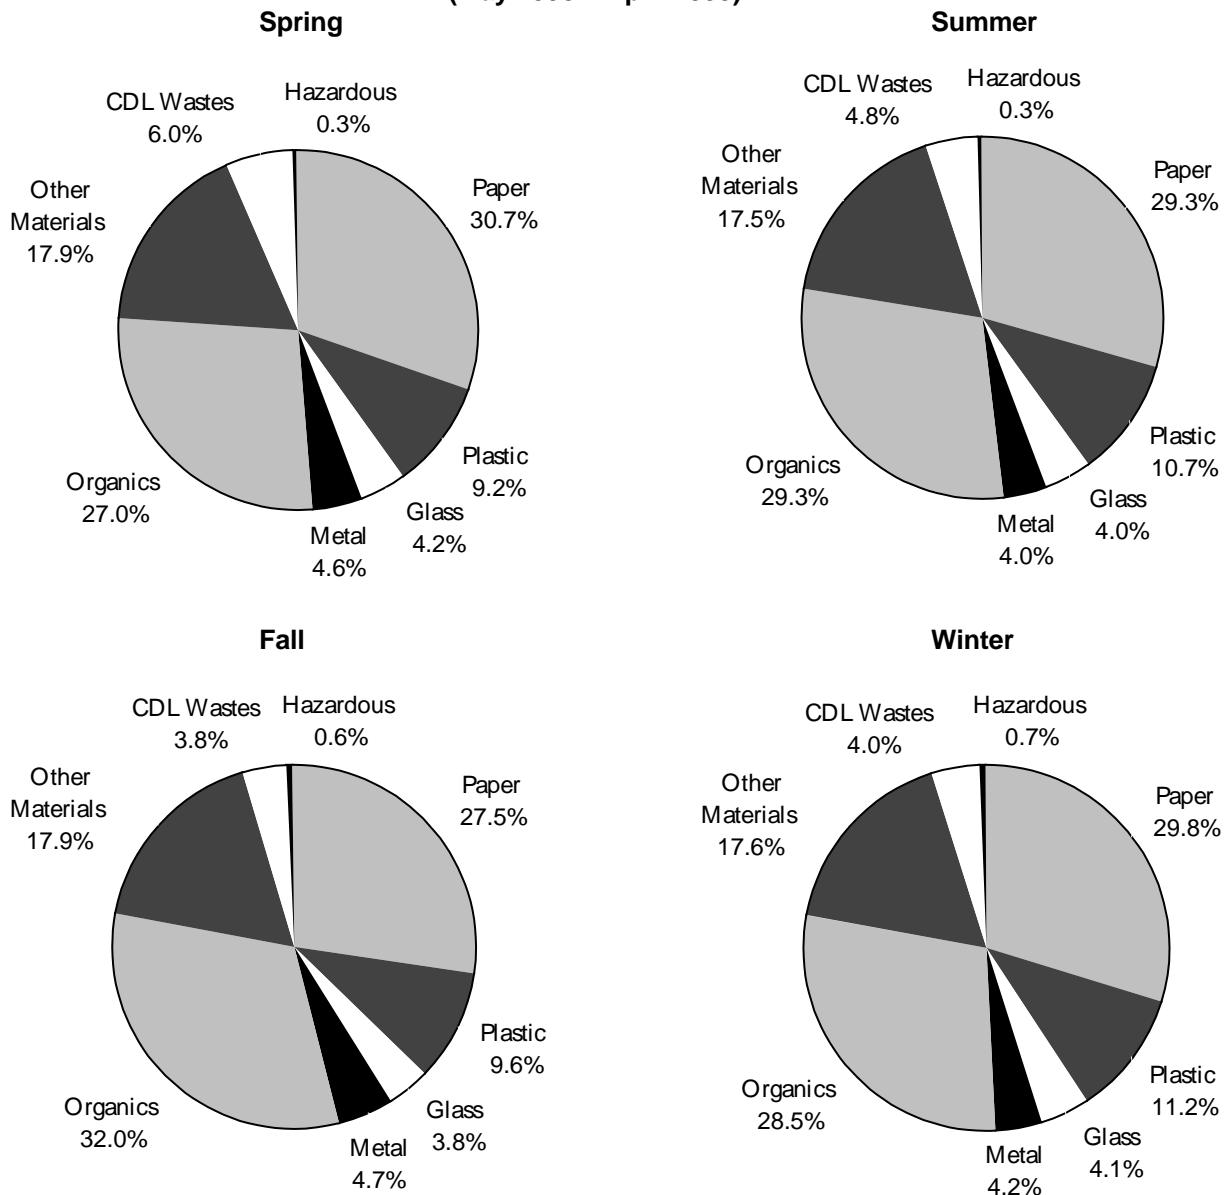 Spring
CDL Wastes
6.0%
Hazardous
0.3%
Paper
30.7%
Other
Materials
17.9%
Plastic
9.2%
Glass
4.2%
Metal
4.6%
Organics
27.0%
Summer
CDL Wastes
4.8%
Hazardous
0.3%
Paper
29.3%
Other
Materials
17.5%
Plastic
10.7%
Glass
4.0%
Metal
4.0%
Organics
29.3%
Fall
CDL Wastes
3.8%
Hazardous
0.6%
Paper
27.5%
Other
Materials
17.9%
Plastic
9.6%
Glass
3.8%
Metal
4.7%
Organics
32.0%
Winter
CDL Wastes
4.0%
Hazardous
0.7%
Paper
29.8%
Other
Materials
17.6%
Plastic
11.2%
Glass
4.1%
Metal
4.2%
Organics
28.5%